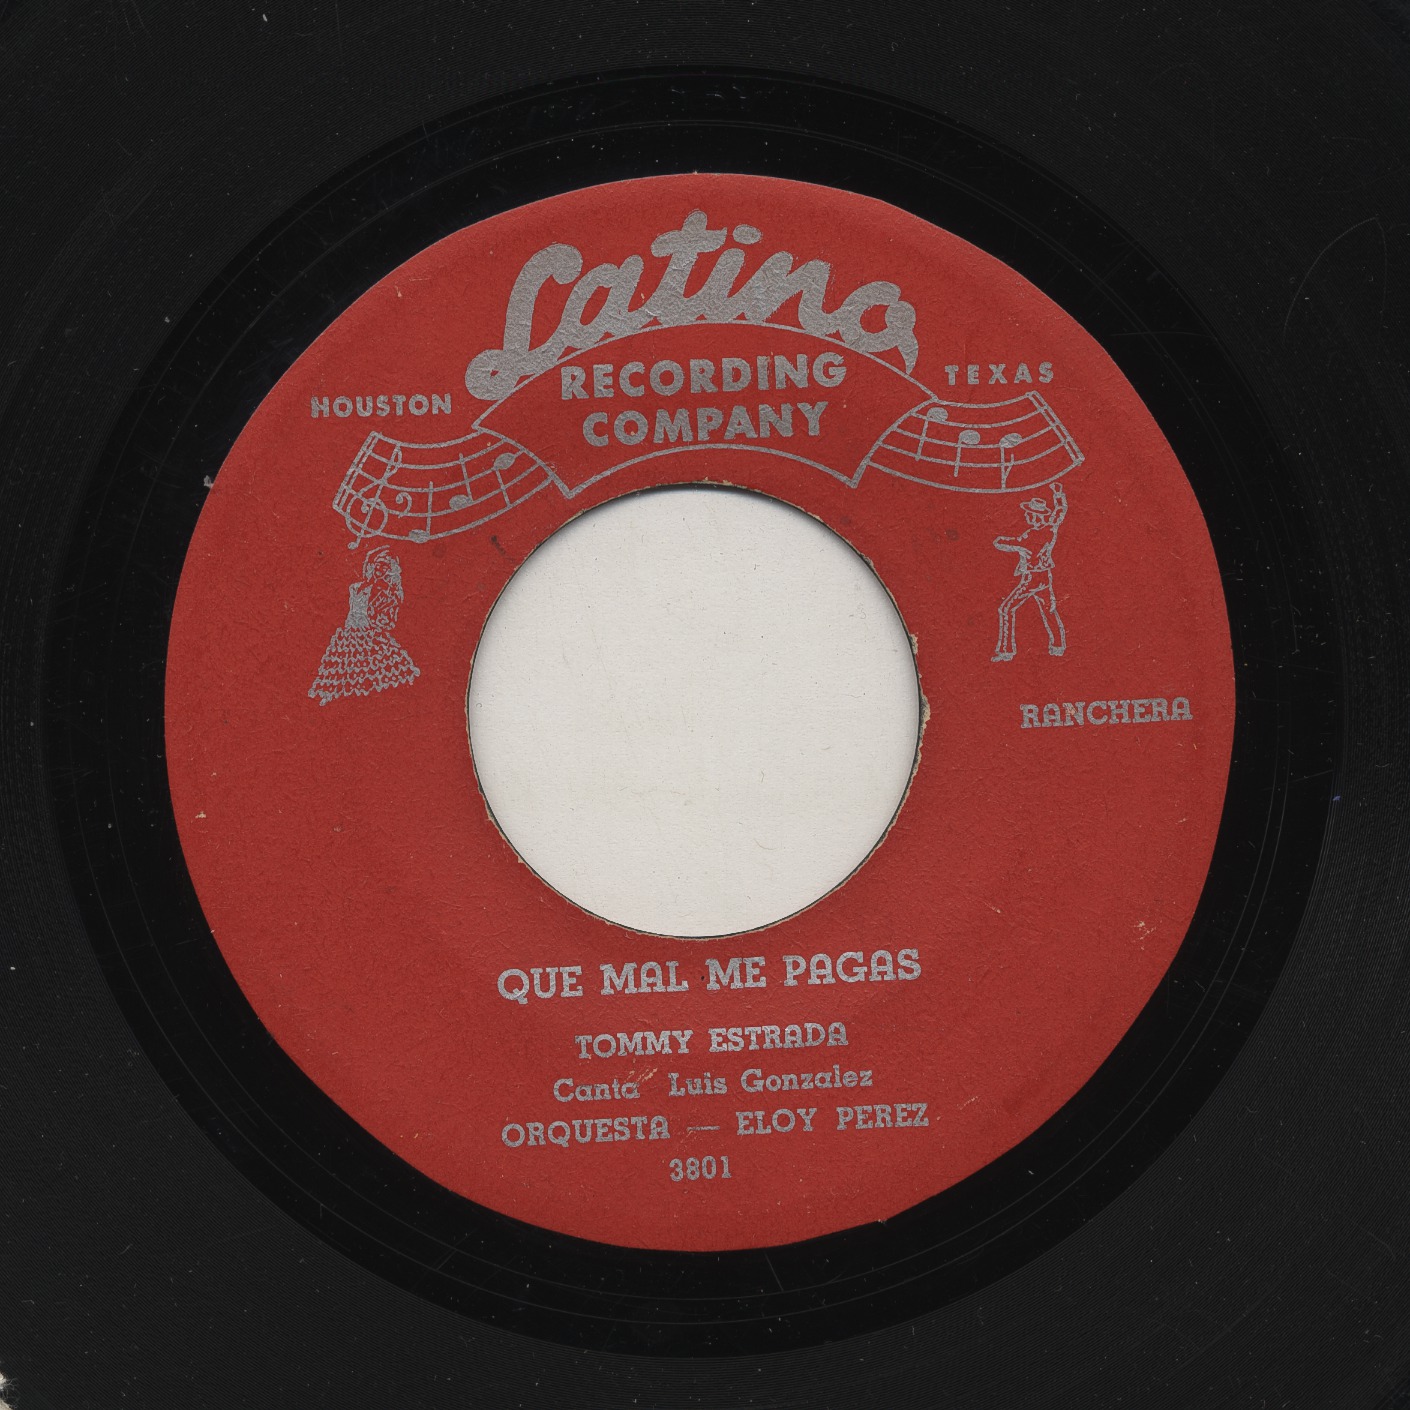 Latino
RECORDING
COMPANY
HOUSTON
TEXAS
RANCHERA
QUE MAL ME PAGAS
TOMMY ESTRADA
Canta Luis Gonzalez
ORQUESTA — ELOY PEREZ
3801